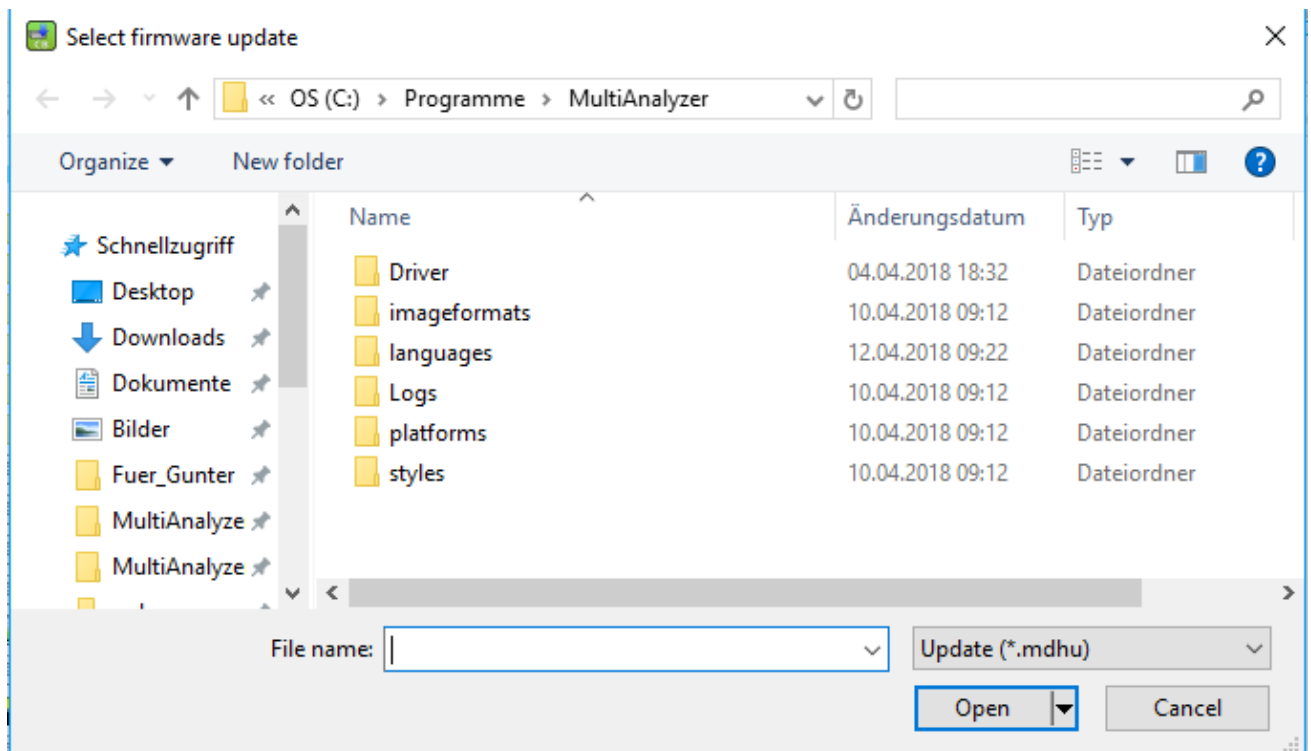 Select firmware update
« OS (C:) › Programme › MultiAnalyzer
Organize New folder
Name Änderungsdatum Typ
Schnellzugriff
Desktop
Downloads
Dokumente
Bilder
Fuer_Gunter
MultiAnalyze
MultiAnalyze
Driver 04.04.2018 18:32 Dateiordner
imageformats 10.04.2018 09:12 Dateiordner
languages 12.04.2018 09:22 Dateiordner
Logs 10.04.2018 09:12 Dateiordner
platforms 10.04.2018 09:12 Dateiordner
styles 10.04.2018 09:12 Dateiordner
File name: Update (*.mdhu)
Open Cancel